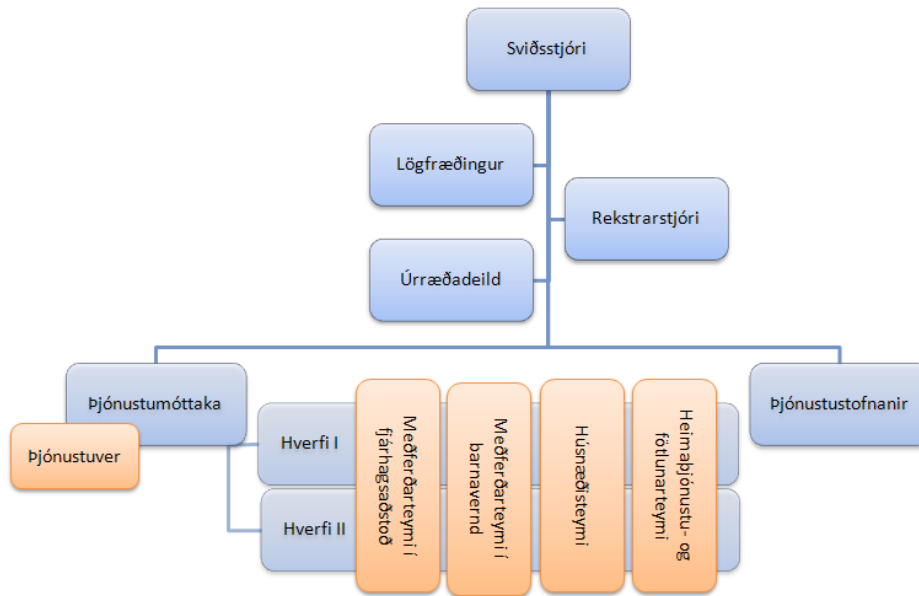 Sviðsstjóri
Lögfræðingur
Rekstrarstjóri
Úrræðadeild
Þjónustumóttaka
Þjónustustofnanir
Þjónustuver
Hverfi I
Hverfi II
Meðferðarteymi í
fjárhagsaðstoð
Meðferðarteymi í
barnavernd
Húsnæðisteymi
Heimaþjónustu- og
fötlunarteymi